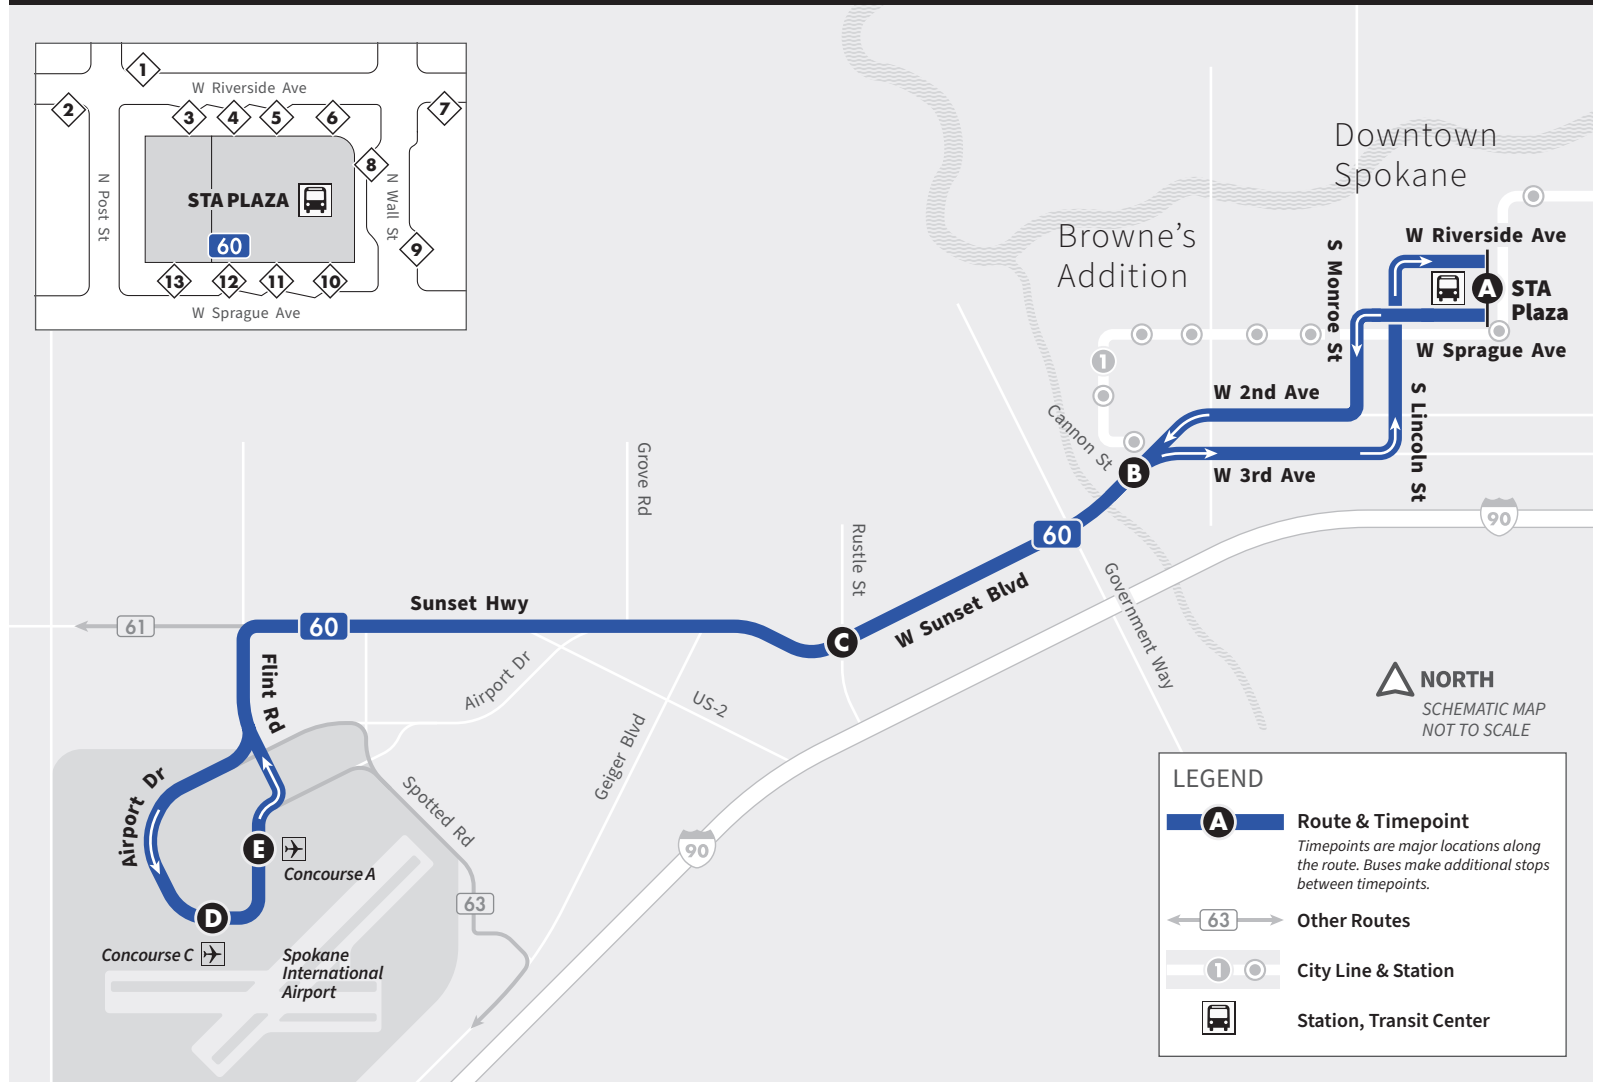 1
W Riverside Ave
2
3
4
5
6
7
8
N Post St
N Wall St
STA PLAZA
60
9
13
12
11
10
W Sprague Ave
Downtown
Spokane
Browne's
Addition
W Riverside Ave
S Monroe St
A
STA
Plaza
W Sprague Ave
1
W 2nd Ave
S Lincoln St
Cannon St
B
W 3rd Ave
90
60
Grove Rd
Rustle St
Government Way
W Sunset Blvd
Sunset Hwy
61
60
C
Flint Rd
Airport Dr
US-2
Geiger Blvd
NORTH
SCHEMATIC MAP
NOT TO SCALE
Airport Dr
Spotted Rd
90
E
Concourse A
63
D
Concourse C
Spokane
International
Airport
LEGEND
A
Route & Timepoint
Timepoints are major locations along
the route. Buses make additional stops
between timepoints.
63
Other Routes
1
City Line & Station
Station, Transit Center